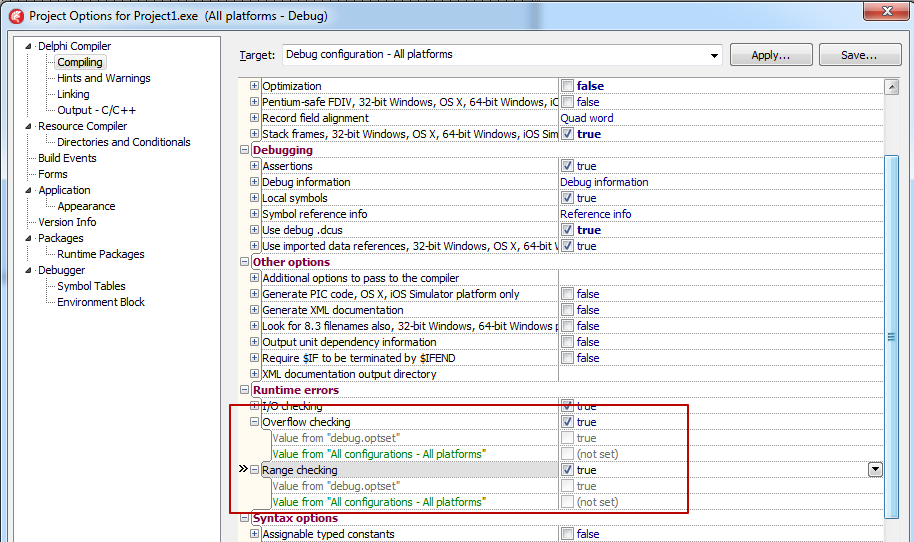 Project Options for Project1.exe (All platforms - Debug)
Delphi Compiler
Compiling
Hints and Warnings
Linking
Output - C/C++
Resource Compiler
Directories and Conditionals
Build Events
Forms
Application
Appearance
Version Info
Packages
Runtime Packages
Debugger
Symbol Tables
Environment Block
Target: Debug configuration - All platforms
Apply... Save...
Optimization false
Pentium-safe FDIV, 32-bit Windows, OS X, 64-bit Windows, iO false
Record field alignment Quad word
Stack frames, 32-bit Windows, OS X, 64-bit Windows, iOS Sim true
Debugging
Assertions true
Debug information Debug information
Local symbols true
Symbol reference info Reference info
Use debug .dcus true
Use imported data references, 32-bit Windows, OS X, 64-bit W true
Other options
Additional options to pass to the compiler
Generate PIC code, OS X, iOS Simulator platform only false
Generate XML documentation false
Look for 8.3 filenames also, 32-bit Windows, 64-bit Windows p false
Output unit dependency information false
Require $IF to be terminated by $IFEND false
XML documentation output directory
Runtime errors
I/O checking true
Overflow checking true
Value from "debug.optset" true
Value from "All configurations - All platforms" (not set)
Range checking true
Value from "debug.optset" true
Value from "All configurations - All platforms" (not set)
Syntax options
Assignable typed constants false